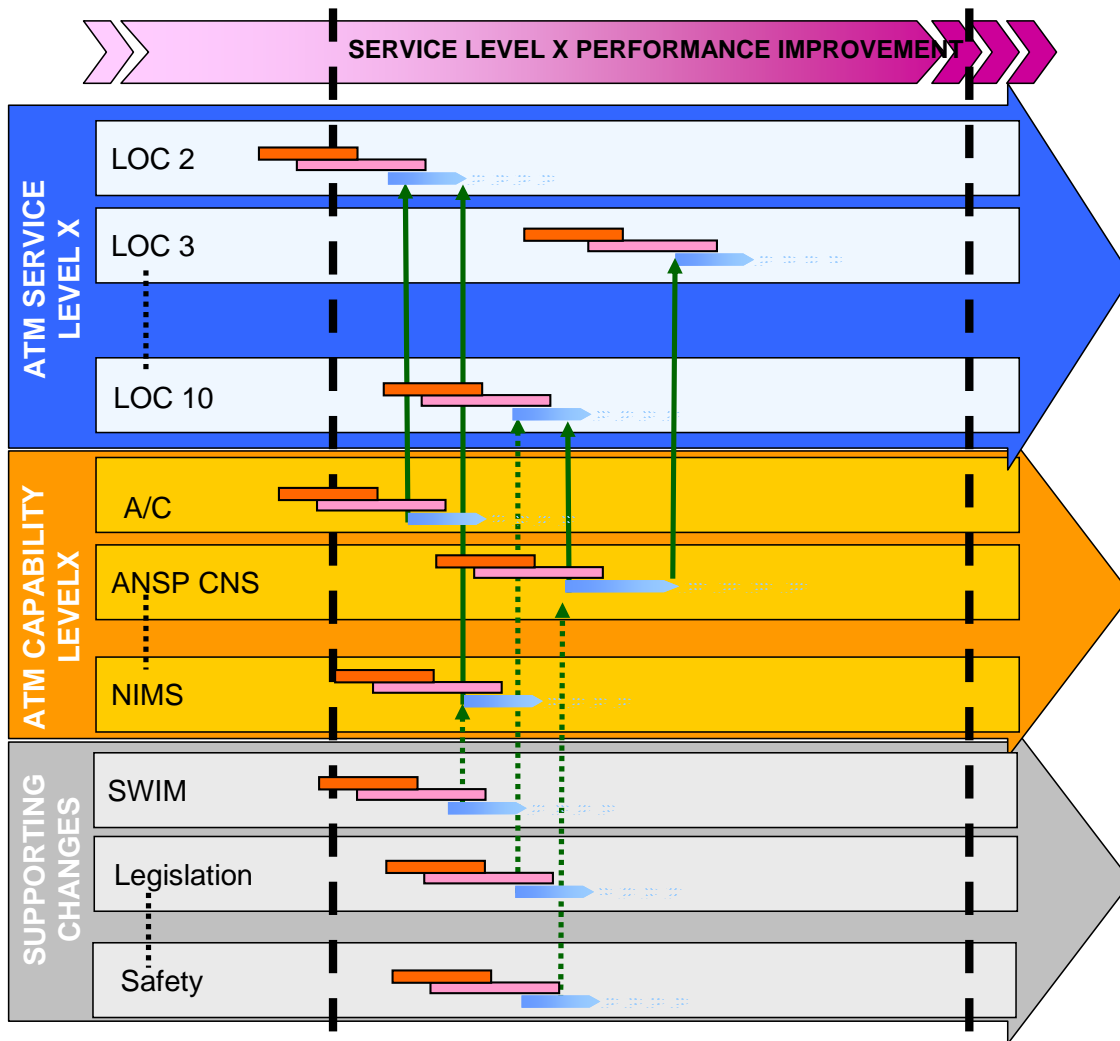 SERVICE LEVEL X PERFORMANCE IMPROVEMENT
ATM SERVICE
LEVEL X
LOC 2
LOC 3
LOC 10
ATM CAPABILITY
LEVELX
A/C
ANSP CNS
NIMS
SUPPORTING
CHANGES
SWIM
Legislation
Safety